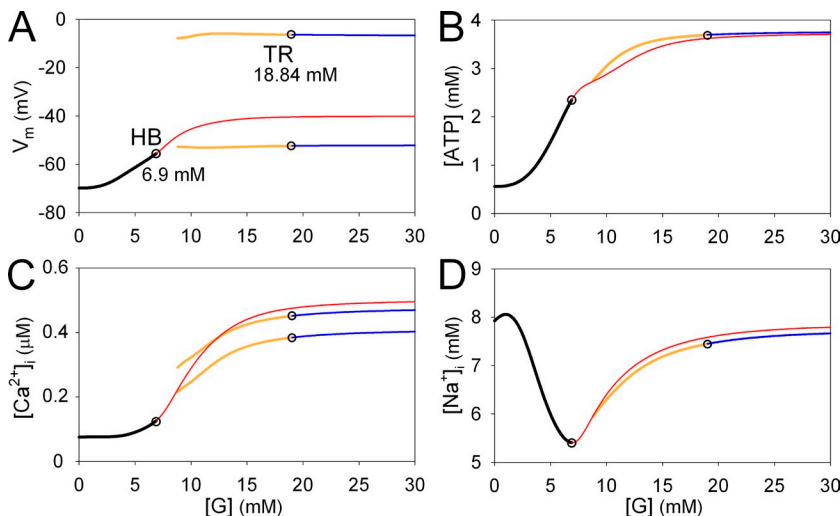 A
V_m (mV)
0
-20
-40
-60
-80
TR
18.84 mM
HB
6.9 mM
0 5 10 15 20 25 30
B
[ATP] (mM)
4
3
2
1
0
0 5 10 15 20 25 30
C
[Ca²⁺]ᵢ (μM)
0.6
0.4
0.2
0
0 5 10 15 20 25 30
[G] (mM)
D
[Na⁺]ᵢ (mM)
9
8
7
6
5
0 5 10 15 20 25 30
[G] (mM)